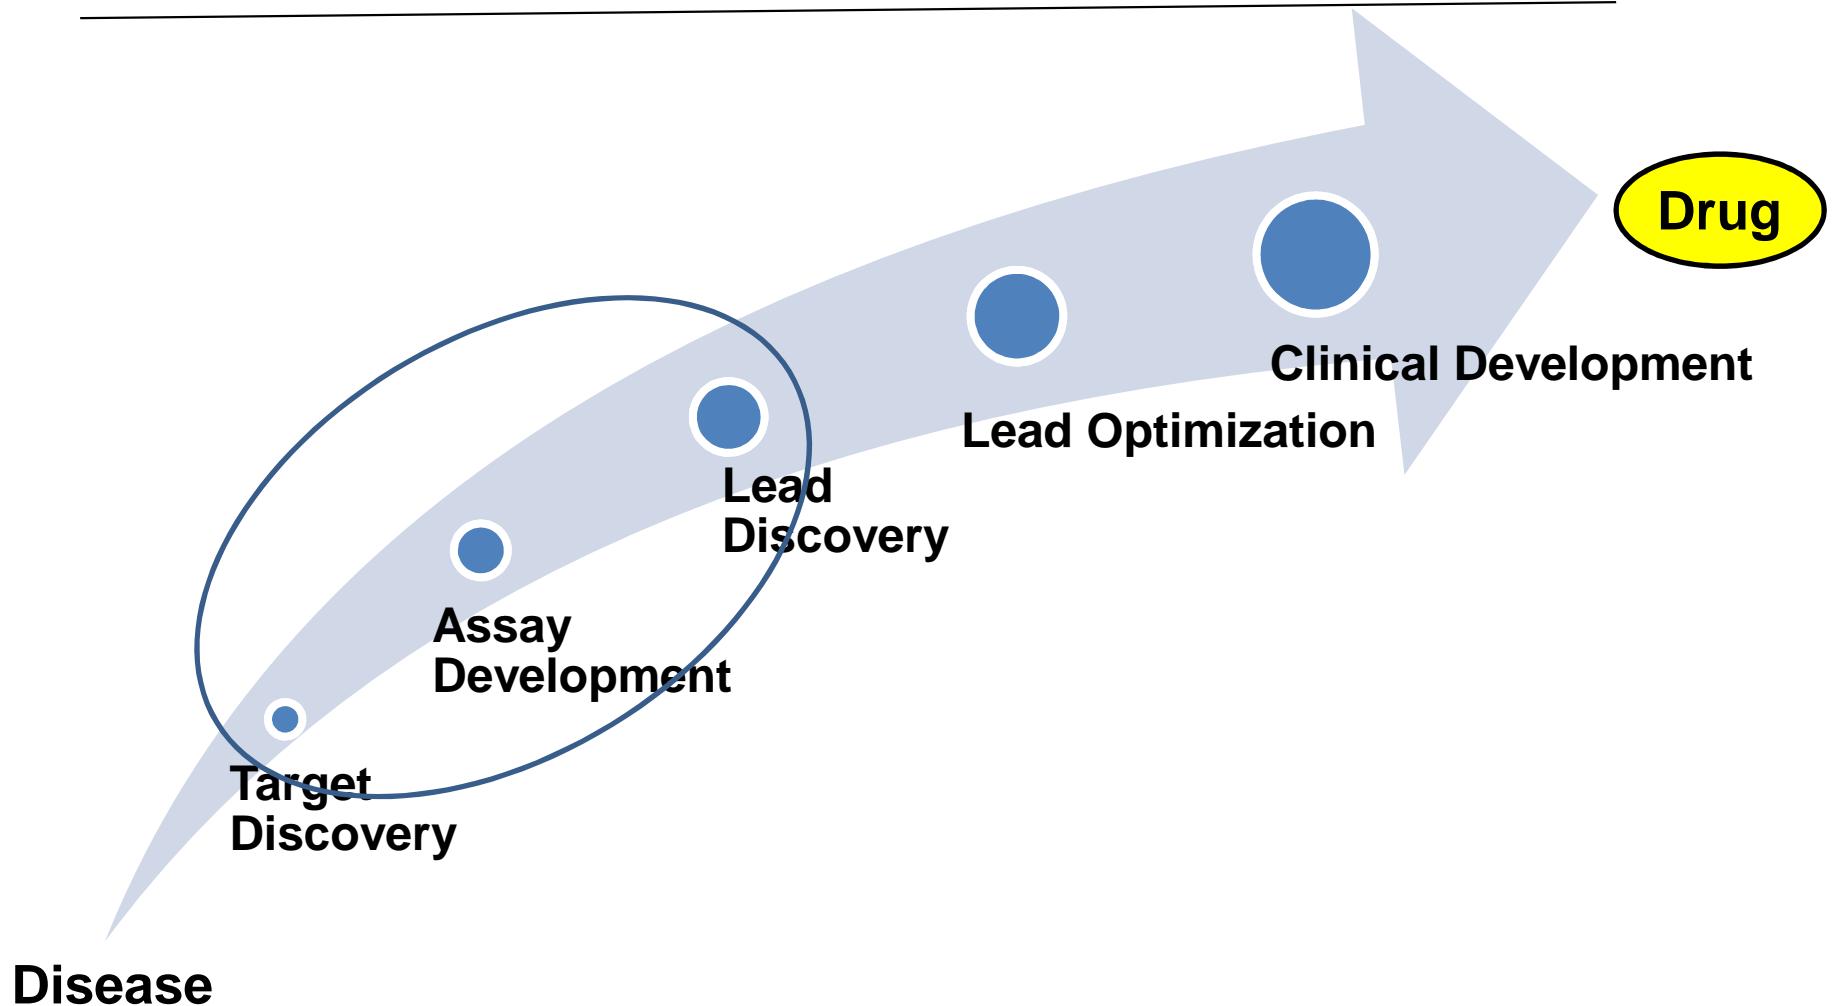 Drug
Clinical Development
Lead Optimization
Lead
Discovery
Assay
Development
Target
Discovery
Disease